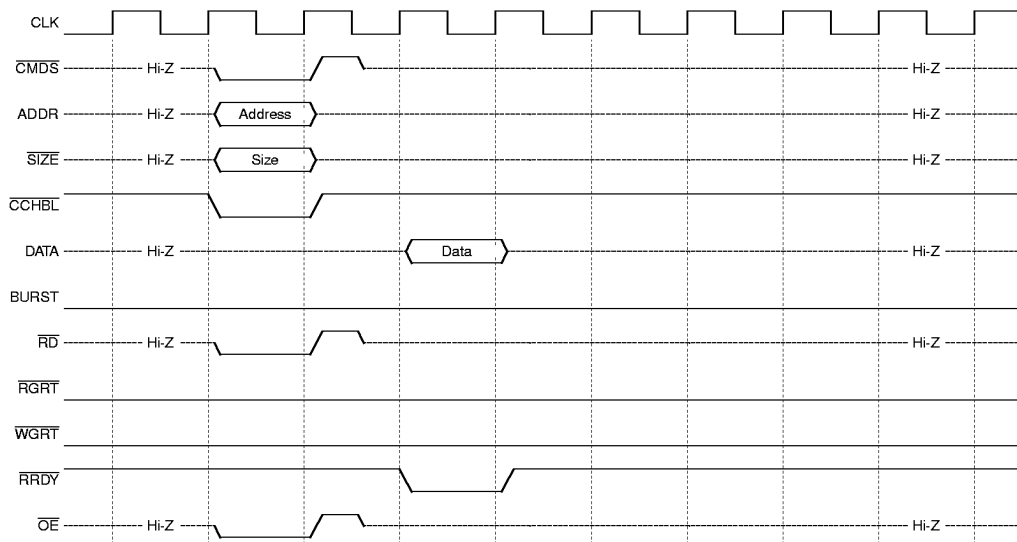 CLK
CMDS Hi-Z Hi-Z
ADDR Hi-Z Address Hi-Z
SIZE Hi-Z Size Hi-Z
CCHBL
DATA Hi-Z Data Hi-Z
BURST
RD Hi-Z Hi-Z
RGRT
WGRT
RRDY
OE Hi-Z Hi-Z